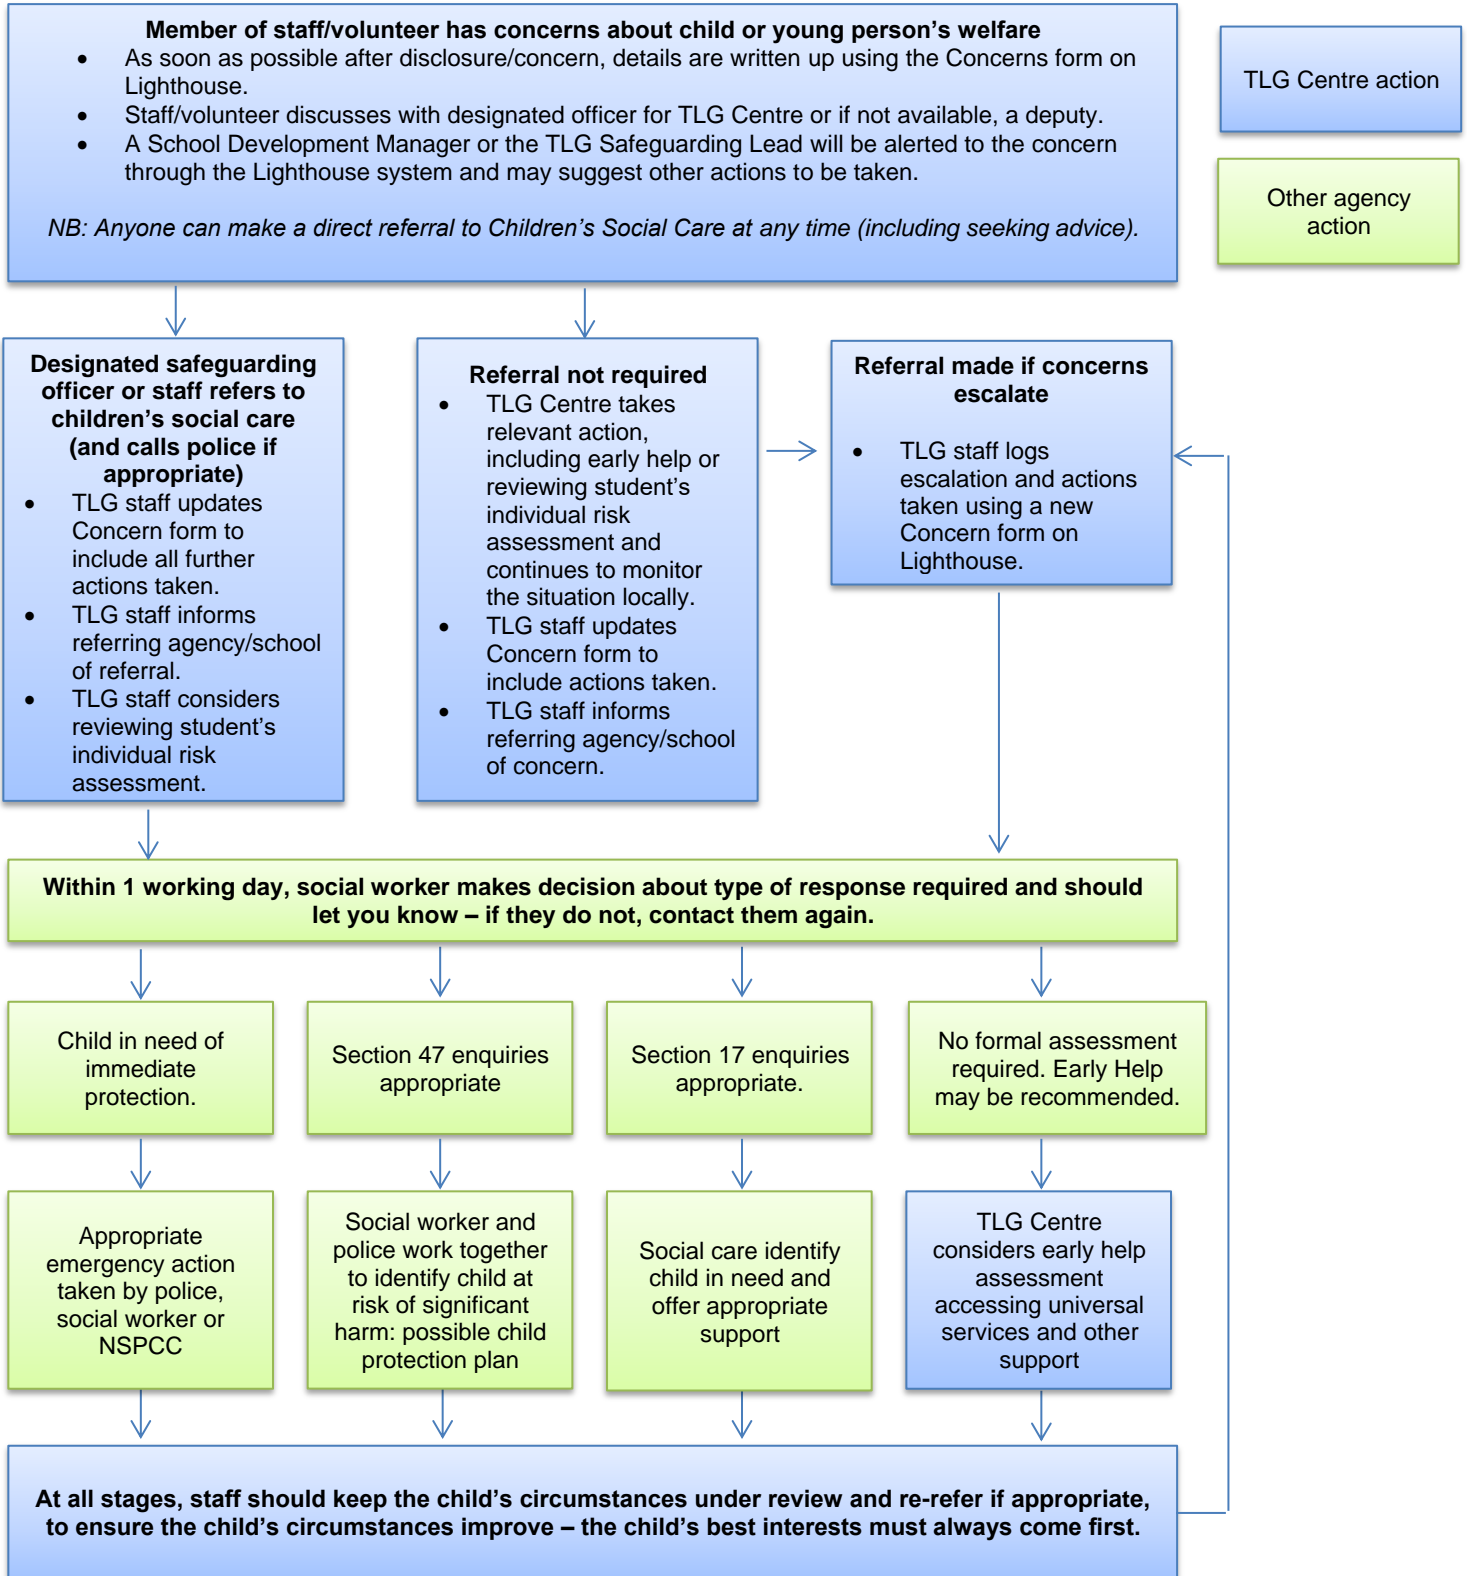 Member of staff/volunteer has concerns about child or young person’s welfare
• As soon as possible after disclosure/concern, details are written up using the Concerns form on
Lighthouse.
• Staff/volunteer discusses with designated officer for TLG Centre or if not available, a deputy.
• A School Development Manager or the TLG Safeguarding Lead will be alerted to the concern
through the Lighthouse system and may suggest other actions to be taken.
NB: Anyone can make a direct referral to Children’s Social Care at any time (including seeking advice).
TLG Centre action
Other agency
action
Designated safeguarding
officer or staff refers to
children’s social care
(and calls police if
appropriate)
• TLG staff updates
Concern form to
include all further
actions taken.
• TLG staff informs
referring agency/school
of referral.
• TLG staff considers
reviewing student’s
individual risk
assessment.
Referral not required
• TLG Centre takes
relevant action,
including early help or
reviewing student’s
individual risk
assessment and
continues to monitor
the situation locally.
• TLG staff updates
Concern form to
include actions taken.
• TLG staff informs
referring agency/school
of concern.
Referral made if concerns
escalate
• TLG staff logs
escalation and actions
taken using a new
Concern form on
Lighthouse.
Within 1 working day, social worker makes decision about type of response required and should
let you know – if they do not, contact them again.
Child in need of
immediate
protection.
Section 47 enquiries
appropriate
Section 17 enquiries
appropriate.
No formal assessment
required. Early Help
may be recommended.
Appropriate
emergency action
taken by police,
social worker or
NSPCC
Social worker and
police work together
to identify child at
risk of significant
harm: possible child
protection plan
Social care identify
child in need and
offer appropriate
support
TLG Centre
considers early help
assessment
accessing universal
services and other
support
At all stages, staff should keep the child’s circumstances under review and re-refer if appropriate,
to ensure the child’s circumstances improve – the child’s best interests must always come first.